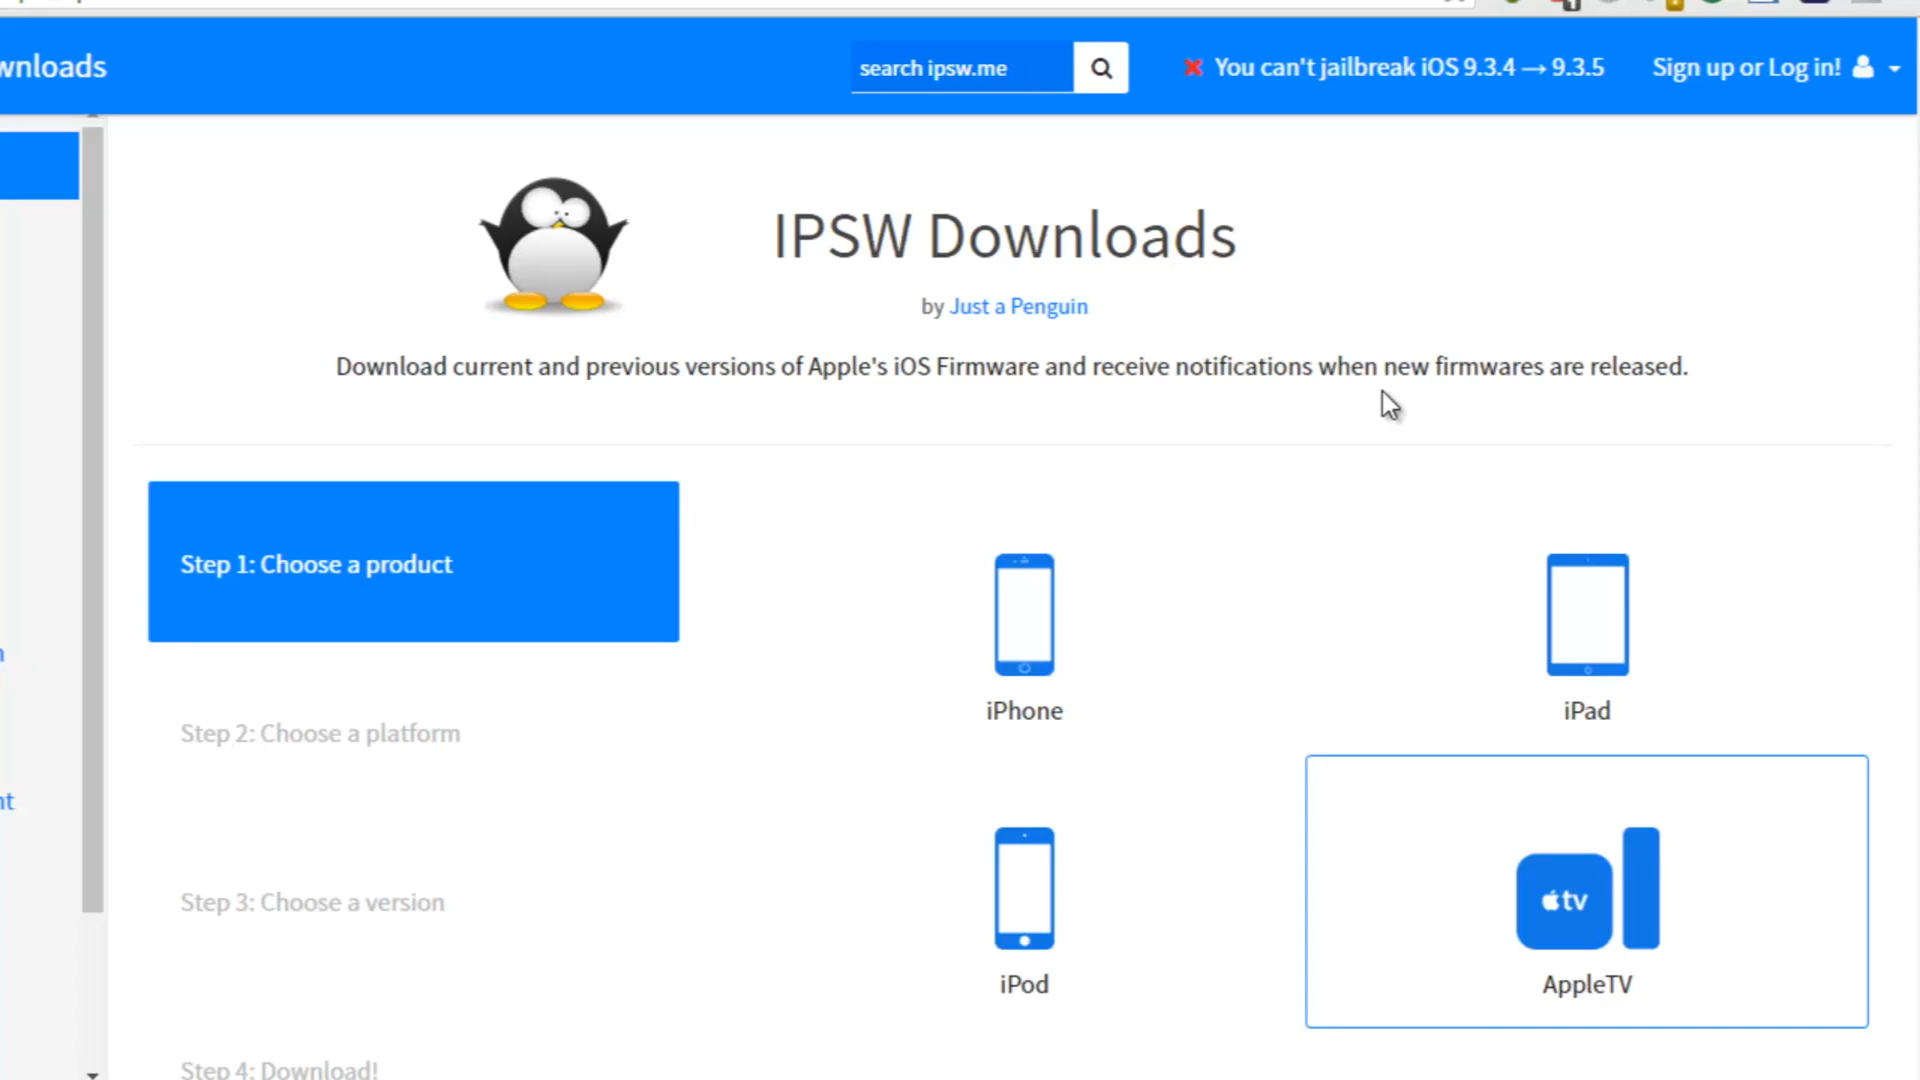 wnloads
search ipsw.me
You can't jailbreak iOS 9.3.4 → 9.3.5
Sign up or Log in!
IPSW Downloads
by Just a Penguin
Download current and previous versions of Apple's iOS Firmware and receive notifications when new firmwares are released.
Step 1: Choose a product
iPhone
iPad
Step 2: Choose a platform
nt
tv
Step 3: Choose a version
iPod
AppleTV
Step 4: Download!